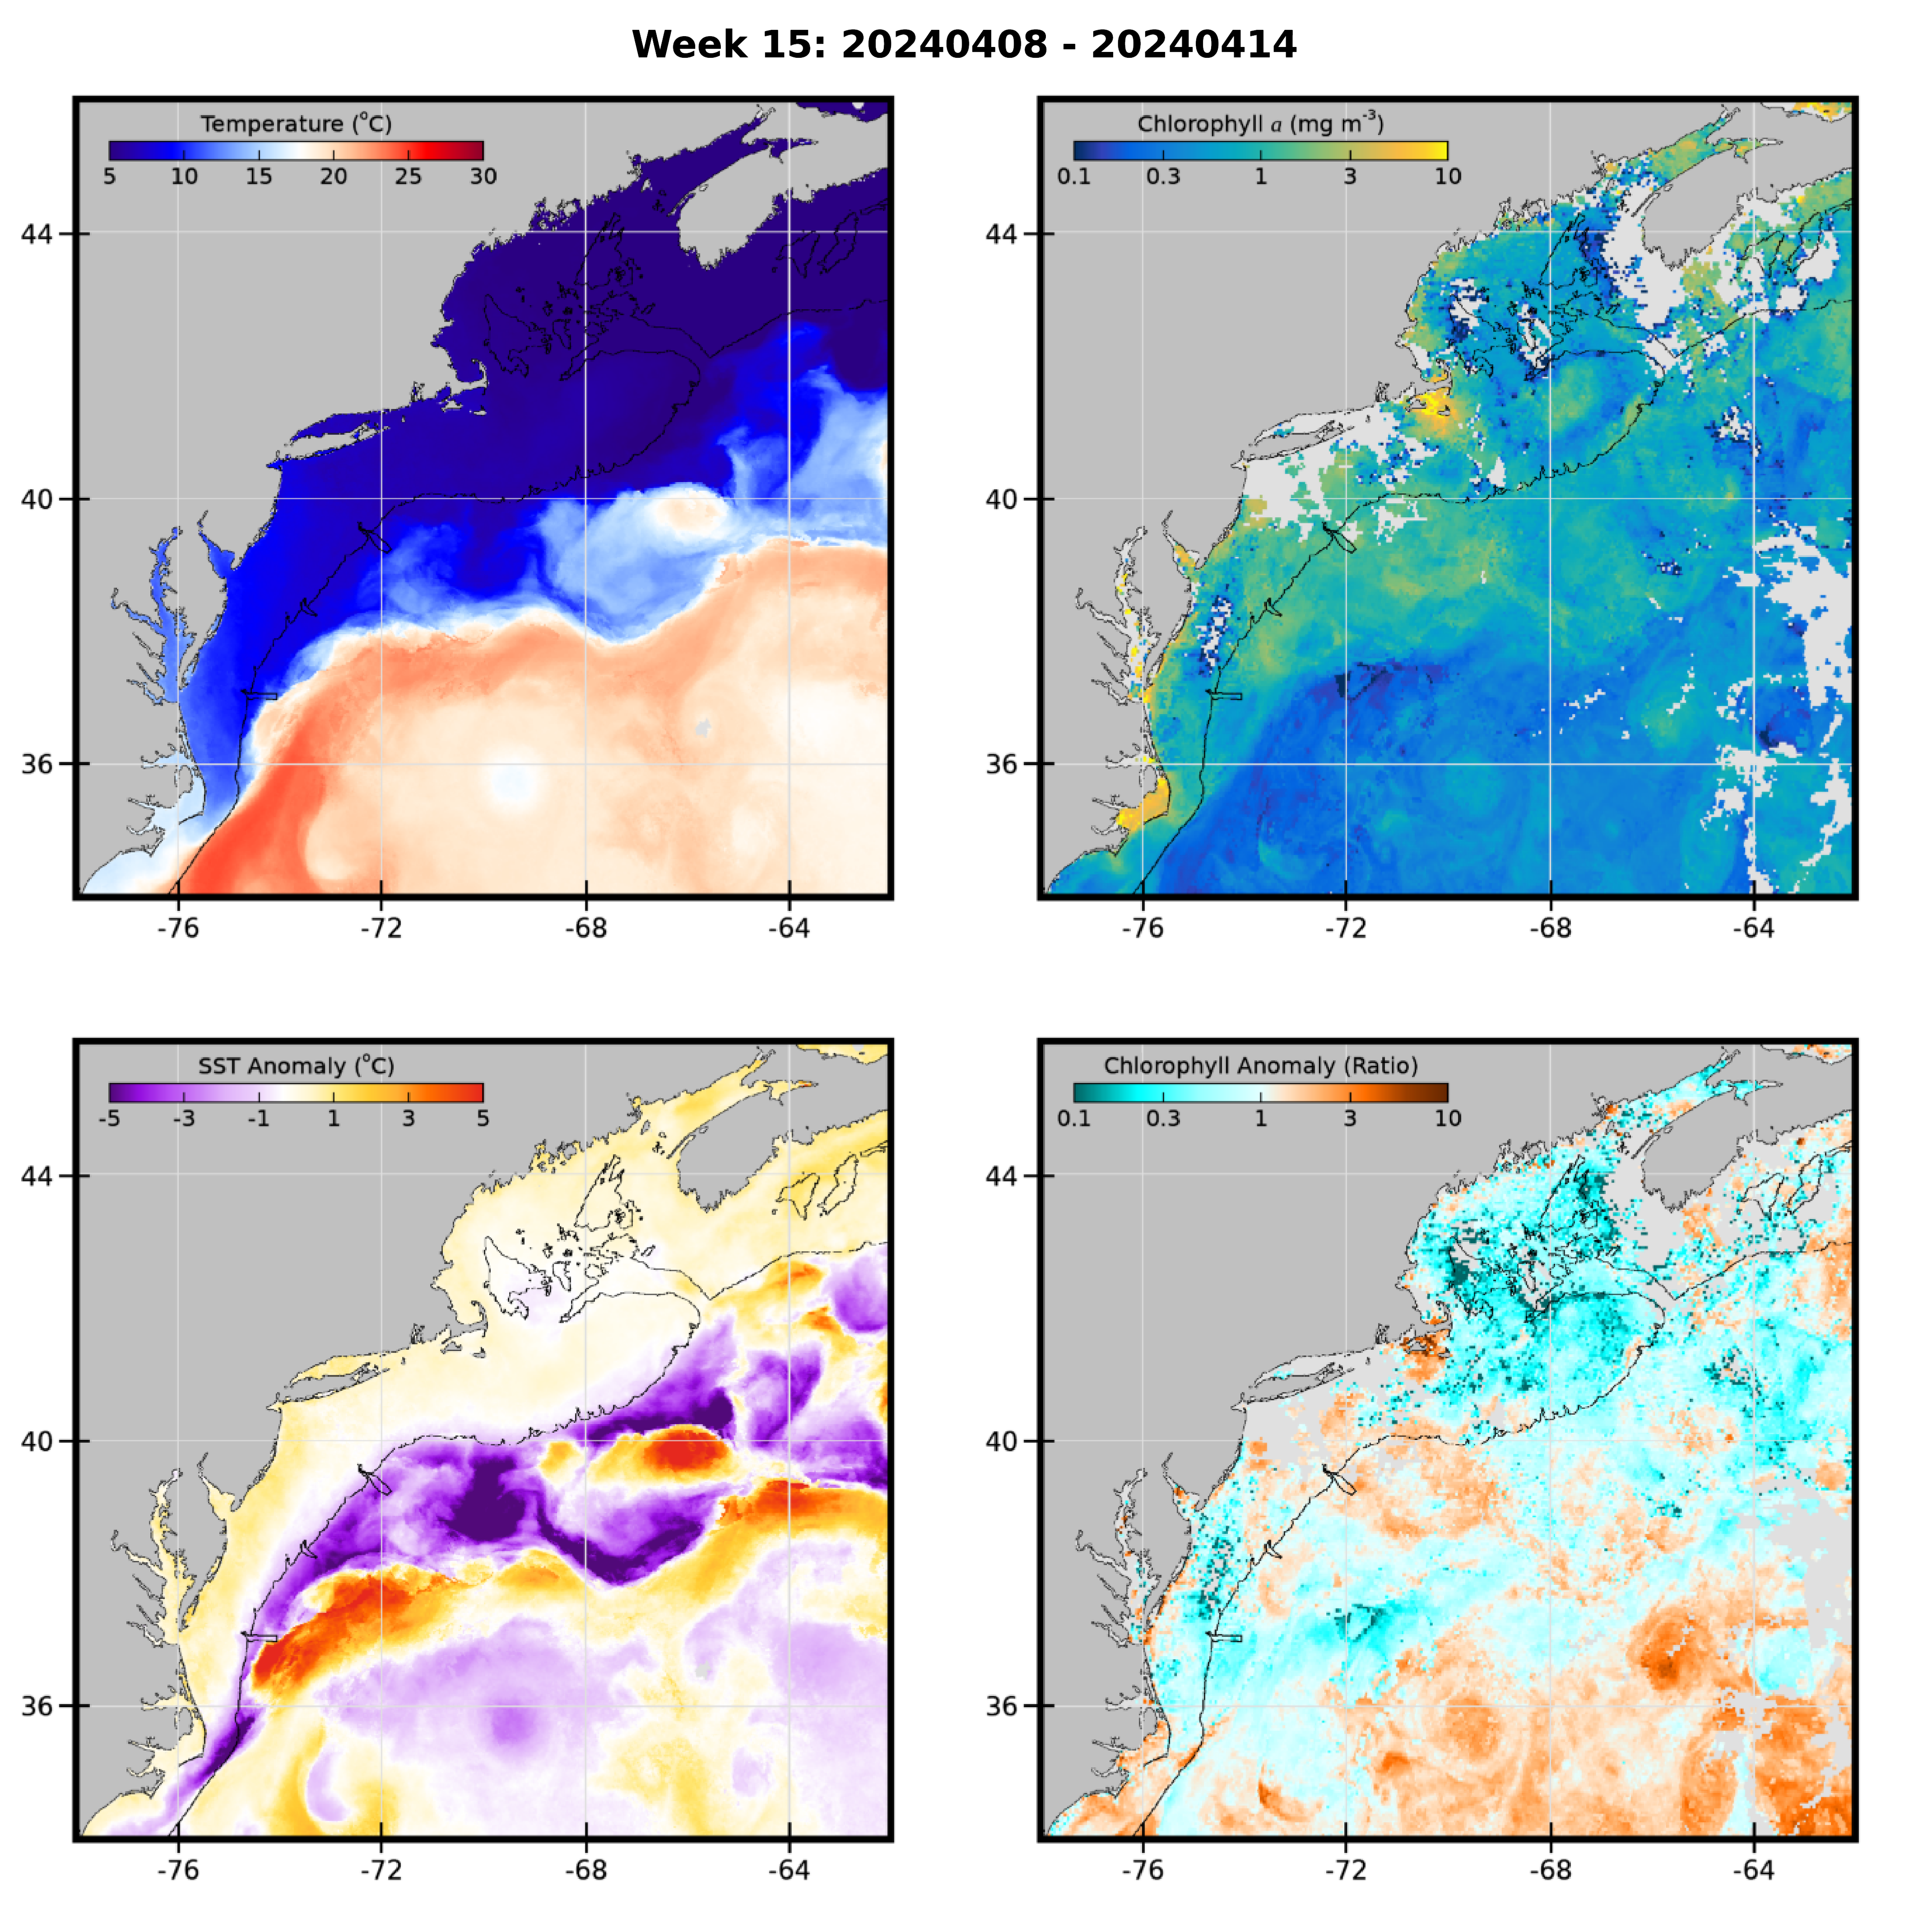 Week 15: 20240408 - 20240414
Temperature (°C)
5 10 15 20 25 30
44
40
36
-76 -72 -68 -64
Chlorophyll a (mg m⁻³)
0.1 0.3 1 3 10
44
40
36
-76 -72 -68 -64
SST Anomaly (°C)
-5 -3 -1 1 3 5
44
40
36
-76 -72 -68 -64
Chlorophyll Anomaly (Ratio)
0.1 0.3 1 3 10
44
40
36
-76 -72 -68 -64